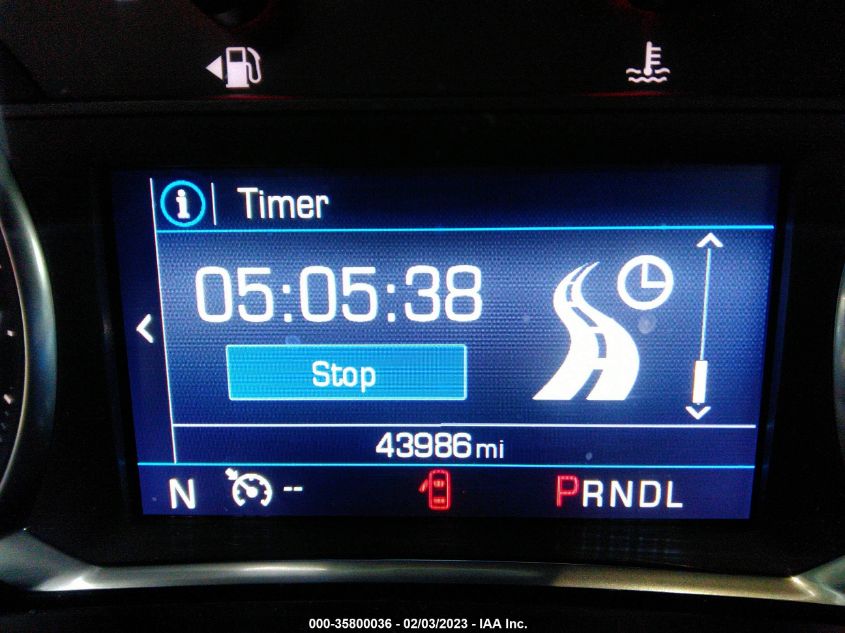 Timer
05:05:38
Stop
43986 mi
N -- PRNDL
000-35800036 - 02/03/2023 - IAA Inc.